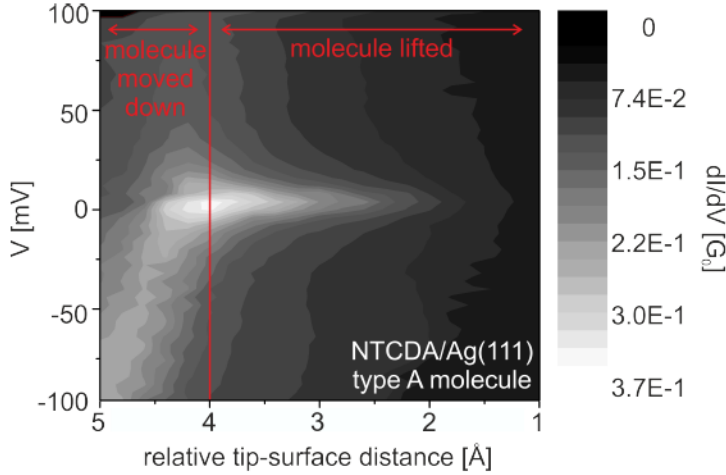 100
50
0
-50
-100
V [mV]
molecule
moved
down
molecule lifted
NTCDA/Ag(111)
type A molecule
5
4
3
2
1
relative tip-surface distance [Å]
0
7.4E-2
1.5E-1
2.2E-1
3.0E-1
3.7E-1
dI/dV [G₀]